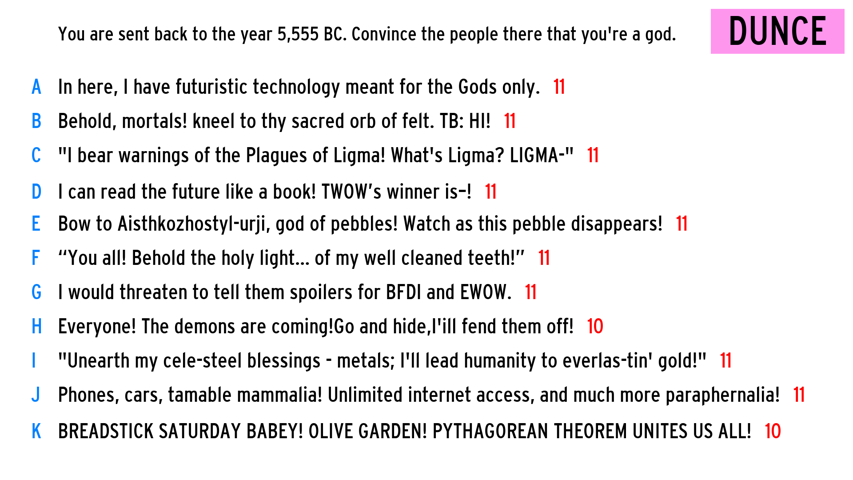 You are sent back to the year 5,555 BC. Convince the people there that you're a god.
DUNCE
A In here, I have futuristic technology meant for the Gods only. 11
B Behold, mortals! kneel to thy sacred orb of felt. TB: HI! 11
C "I bear warnings of the Plagues of Ligma! What's Ligma? LIGMA-" 11
D I can read the future like a book! TWOW’s winner is–! 11
E Bow to Aisthkozhostyl-urji, god of pebbles! Watch as this pebble disappears! 11
F “You all! Behold the holy light... of my well cleaned teeth!” 11
G I would threaten to tell them spoilers for BFDI and EWOW. 11
H Everyone! The demons are coming!Go and hide,I'ill fend them off! 10
I "Unearth my cele-steel blessings - metals; I'll lead humanity to everlas-tin' gold!" 11
J Phones, cars, tamable mammalia! Unlimited internet access, and much more paraphernalia! 11
K BREADSTICK SATURDAY BABEY! OLIVE GARDEN! PYTHAGOREAN THEOREM UNITES US ALL! 10